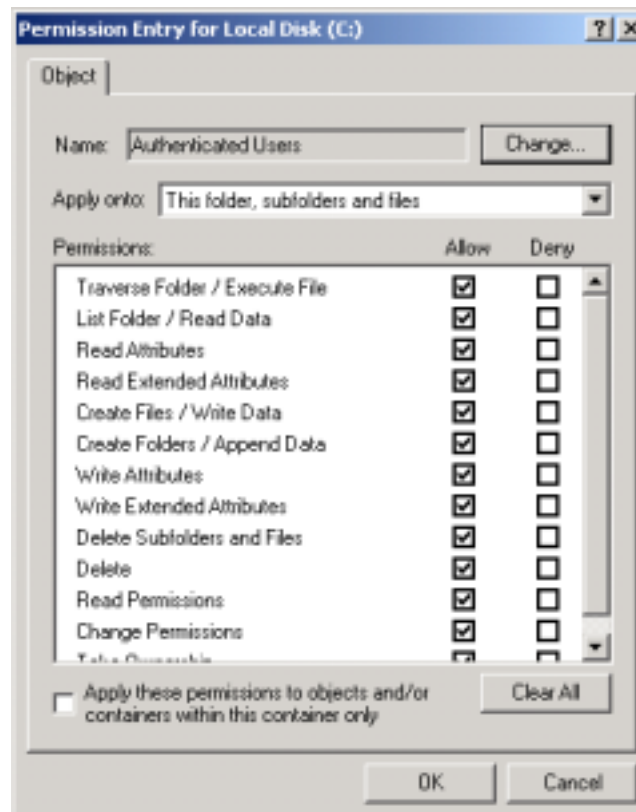 Permission Entry for Local Disk (C:)
Object
Name: Authenticated Users Change...
Apply onto: This folder, subfolders and files
Permissions: Allow Deny
Traverse Folder / Execute File
List Folder / Read Data
Read Attributes
Read Extended Attributes
Create Files / Write Data
Create Folders / Append Data
Write Attributes
Write Extended Attributes
Delete Subfolders and Files
Delete
Read Permissions
Change Permissions
Take Ownership
Apply these permissions to objects and/or
containers within this container only
Clear All
OK Cancel